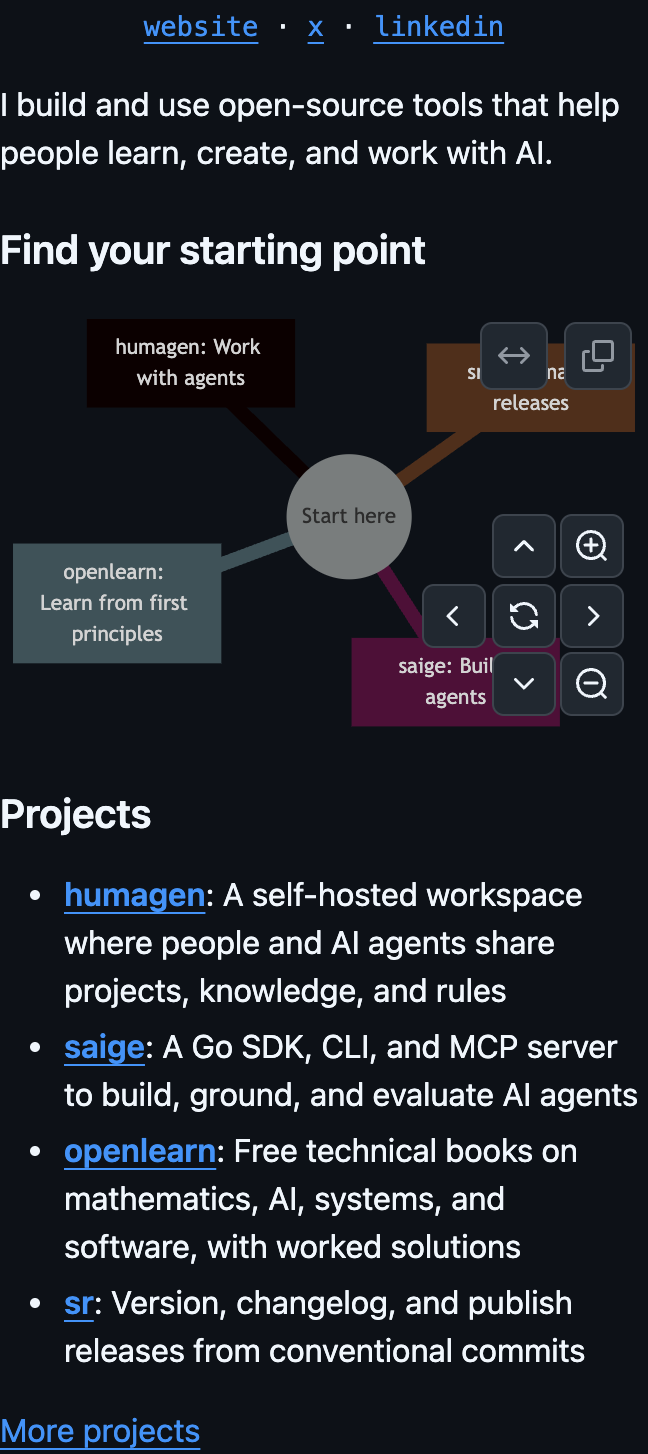 website · x · linkedin
I build and use open-source tools that help
people learn, create, and work with AI.
Find your starting point
humagen: Work
with agents
releases
Start here
openlearn:
Learn from first
principles
saige:
agents
Projects
• humagen: A self-hosted workspace
where people and AI agents share
projects, knowledge, and rules
• saige: A Go SDK, CLI, and MCP server
to build, ground, and evaluate AI agents
• openlearn: Free technical books on
mathematics, AI, systems, and
software, with worked solutions
• sr: Version, changelog, and publish
releases from conventional commits
More projects